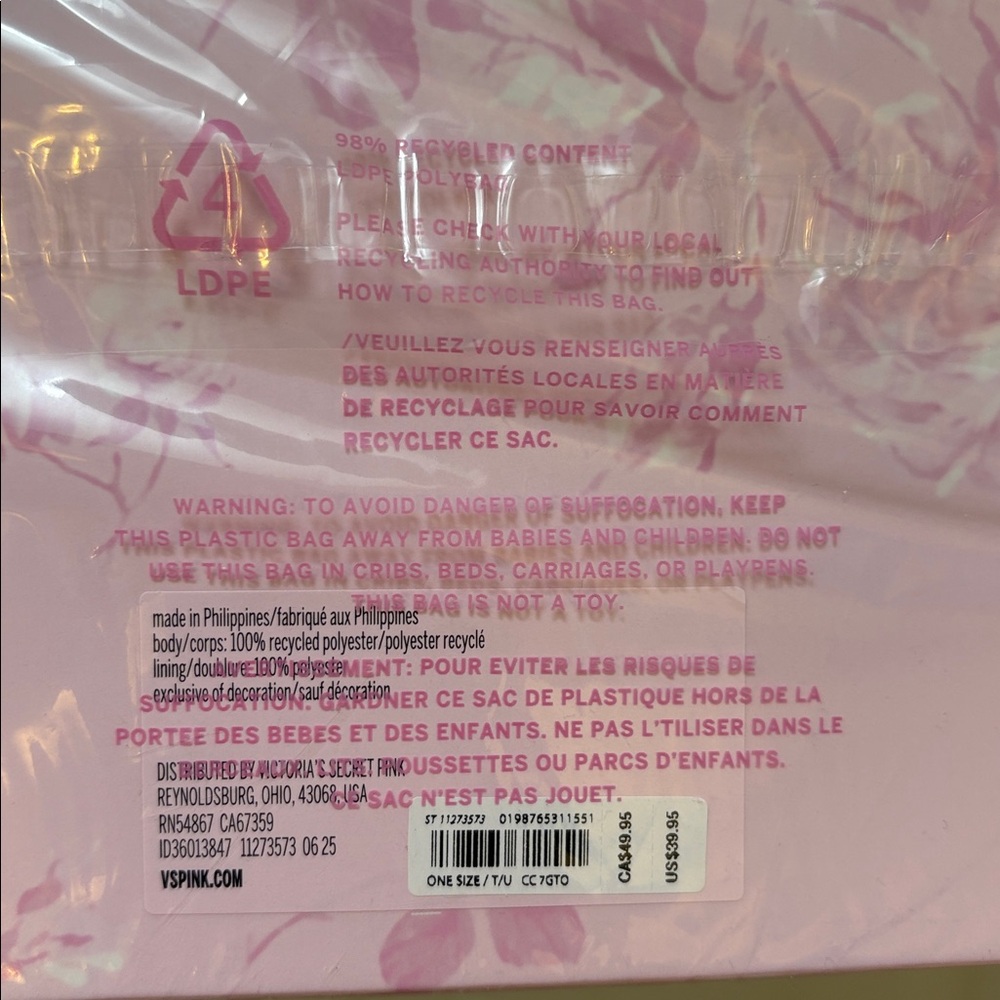 4
LDPE
98% RECYCLED CONTENT
LDPE POLYBAG
PLEASE CHECK WITH YOUR LOCAL
RECYCLING AUTHORITY TO FIND OUT
HOW TO RECYCLE THIS BAG.
/VEUILLEZ VOUS RENSEIGNER AUPRES
DES AUTORITÉS LOCALES EN MATIÈRE
DE RECYCLAGE POUR SAVOIR COMMENT
RECYCLER CE SAC.
WARNING: TO AVOID DANGER OF SUFFOCATION, KEEP
THIS PLASTIC BAG AWAY FROM BABIES AND CHILDREN. DO NOT
USE THIS BAG IN CRIBS, BEDS, CARRIAGES, OR PLAYPENS.
THIS BAG IS NOT A TOY.
AVERTISSEMENT: POUR EVITER LES RISQUES DE
SUFFOCATION. GARDNER CE SAC DE PLASTIQUE HORS DE LA
PORTEE DES BEBES ET DES ENFANTS. NE PAS L'TILISER DANS LE
POUSSETTES OU PARCS D'ENFANTS.
CE SAC N'EST PAS JOUET.
made in Philippines/fabriqué aux Philippines
body/corps: 100% recycled polyester/polyester recyclé
lining/doublure: 100% polyester
exclusive of decoration/sauf décoration
DISTRIBUTED BY VICTORIA'S SECRET PINK
REYNOLDSBURG, OHIO, 43068, USA
RN54867 CA67359
ID36013847 11273573 06 25
VSPINK.COM
ST 11273573 0198765311551
ONE SIZE / T/U CC 7GTO
CA$49.95
US$39.95